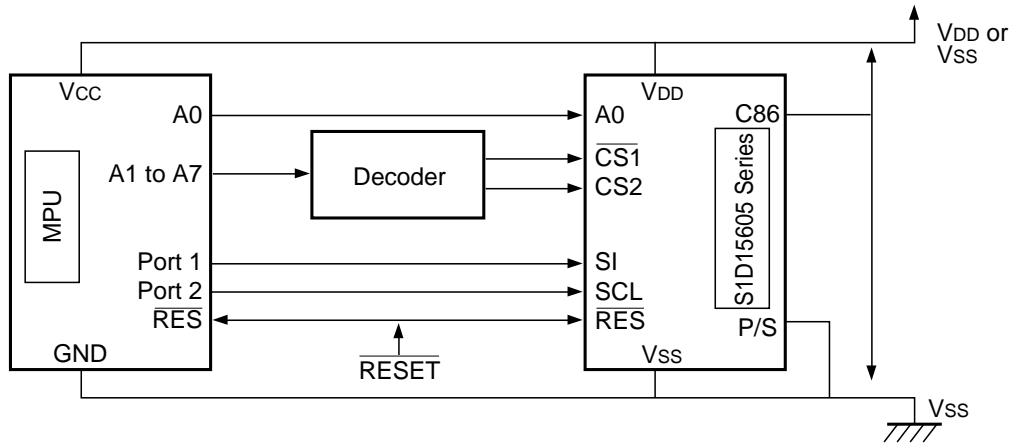 VDD or
VSS
VCC
VDD
A0
A0
C86
A1 to A7
Decoder
CS1
CS2
MPU
S1D15605 Series
Port 1
SI
Port 2
SCL
RES
RES
P/S
GND
RESET
VSS
VSS